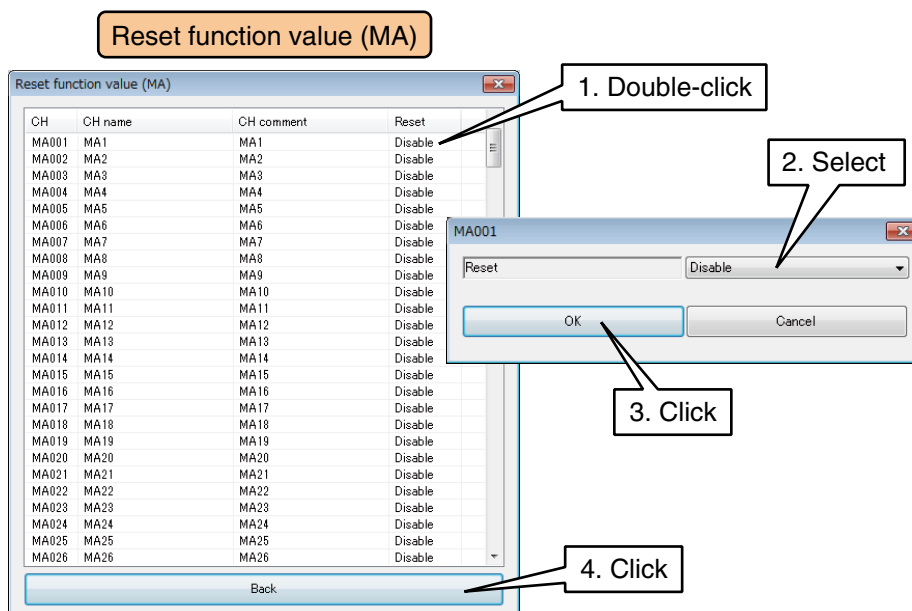 Reset function value (MA)
Reset function value (MA)
1. Double-click
CH CH name CH comment Reset
MA001 MA1 MA1 Disable
MA002 MA2 MA2 Disable
MA003 MA3 MA3 Disable
MA004 MA4 MA4 Disable
MA005 MA5 MA5 Disable
MA006 MA6 MA6 Disable
MA007 MA7 MA7 Disable
MA008 MA8 MA8 Disable
MA009 MA9 MA9 Disable
MA010 MA10 MA10 Disable
MA011 MA11 MA11 Disable
MA012 MA12 MA12 Disable
MA013 MA13 MA13 Disable
MA014 MA14 MA14 Disable
MA015 MA15 MA15 Disable
MA016 MA16 MA16 Disable
MA017 MA17 MA17 Disable
MA018 MA18 MA18 Disable
MA019 MA19 MA19 Disable
MA020 MA20 MA20 Disable
MA021 MA21 MA21 Disable
MA022 MA22 MA22 Disable
MA023 MA23 MA23 Disable
MA024 MA24 MA24 Disable
MA025 MA25 MA25 Disable
MA026 MA26 MA26 Disable
Back
2. Select
MA001
Reset Disable
OK Cancel
3. Click
4. Click